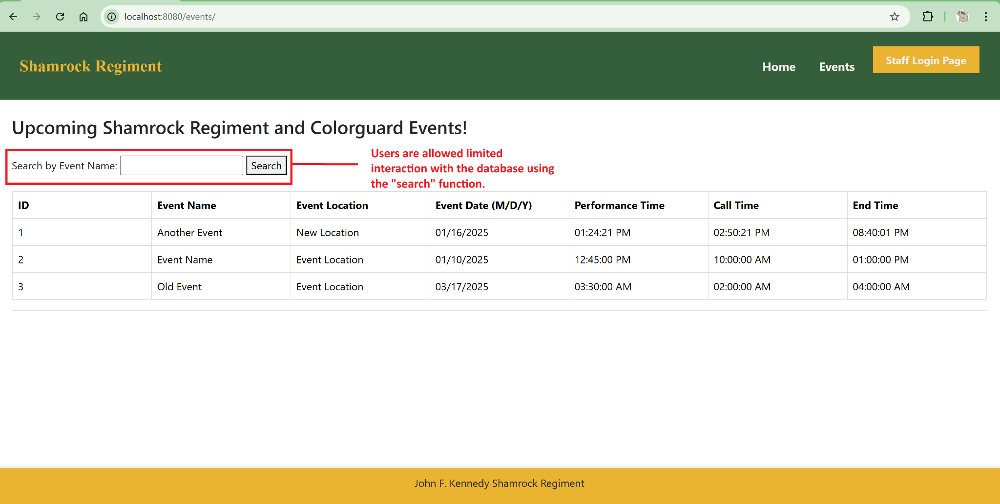 localhost:8080/events/
Shamrock Regiment
Home Events Staff Login Page
Upcoming Shamrock Regiment and Colorguard Events!
Search by Event Name: Search
Users are allowed limited
interaction with the database using
the "search" function.
ID Event Name Event Location Event Date (M/D/Y) Performance Time Call Time End Time
1 Another Event New Location 01/16/2025 01:24:21 PM 02:50:21 PM 08:40:01 PM
2 Event Name Event Location 01/10/2025 12:45:00 PM 10:00:00 AM 01:00:00 PM
3 Old Event Event Location 03/17/2025 03:30:00 AM 02:00:00 AM 04:00:00 AM
John F. Kennedy Shamrock Regiment